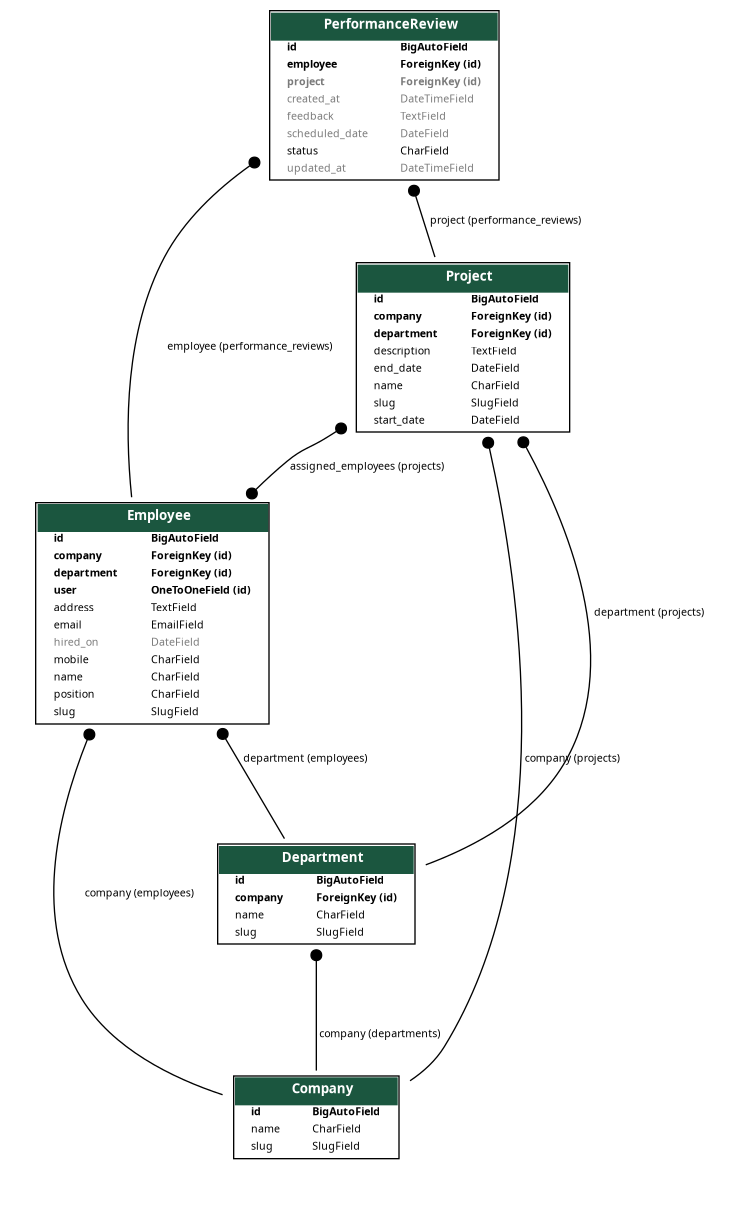 PerformanceReview
id BigAutoField
employee ForeignKey (id)
project ForeignKey (id)
created_at DateTimeField
feedback TextField
scheduled_date DateField
status CharField
updated_at DateTimeField
project (performance_reviews)
Project
id BigAutoField
company ForeignKey (id)
department ForeignKey (id)
description TextField
end_date DateField
name CharField
slug SlugField
start_date DateField
employee (performance_reviews)
assigned_employees (projects)
Employee
id BigAutoField
company ForeignKey (id)
department ForeignKey (id)
user OneToOneField (id)
address TextField
email EmailField
hired_on DateField
mobile CharField
name CharField
position CharField
slug SlugField
department (projects)
department (employees)
company (projects)
Department
id BigAutoField
company ForeignKey (id)
name CharField
slug SlugField
company (employees)
company (departments)
Company
id BigAutoField
name CharField
slug SlugField